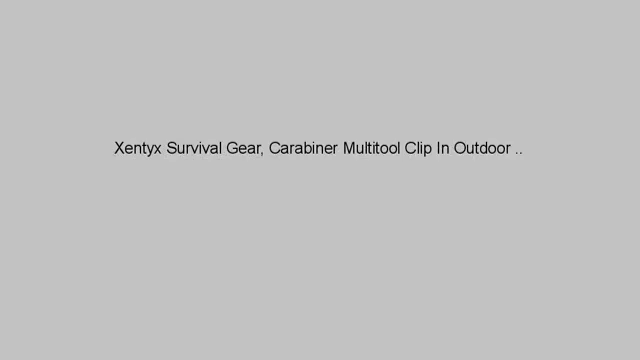 Xentyx Survival Gear, Carabiner Multitool Clip In Outdoor ..